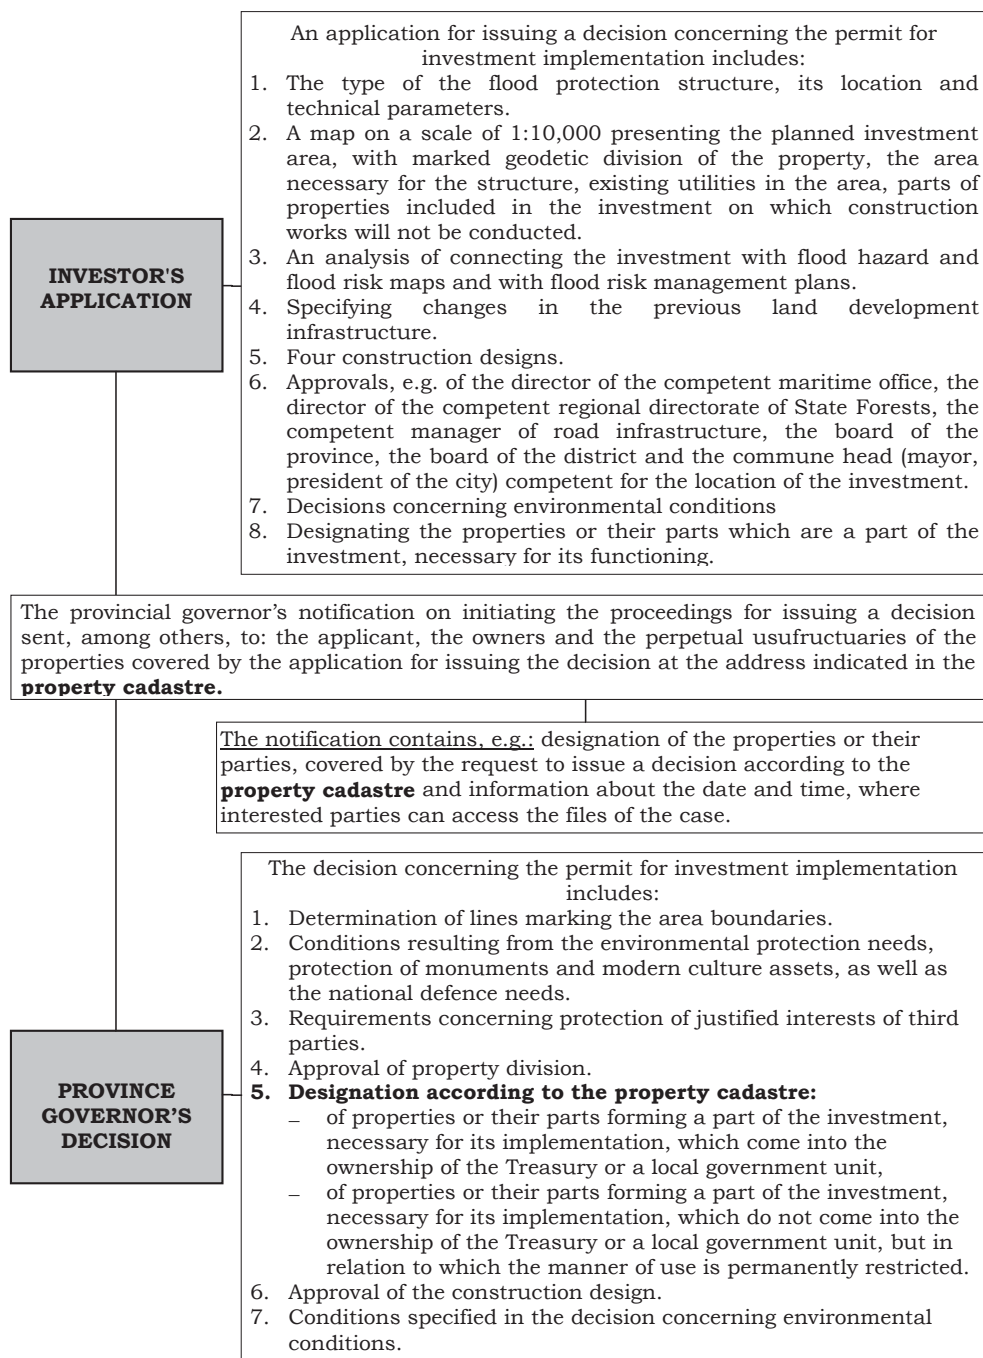 An application for issuing a decision concerning the permit for
investment implementation includes:
1. The type of the flood protection structure, its location and
technical parameters.
2. A map on a scale of 1:10,000 presenting the planned investment
area, with marked geodetic division of the property, the area
necessary for the structure, existing utilities in the area, parts of
properties included in the investment on which construction
works will not be conducted.
3. An analysis of connecting the investment with flood hazard and
flood risk maps and with flood risk management plans.
4. Specifying changes in the previous land development
infrastructure.
5. Four construction designs.
6. Approvals, e.g. of the director of the competent maritime office, the
director of the competent regional directorate of State Forests, the
competent manager of road infrastructure, the board of the
province, the board of the district and the commune head (mayor,
president of the city) competent for the location of the investment.
7. Decisions concerning environmental conditions
8. Designating the properties or their parts which are a part of the
investment, necessary for its functioning.
INVESTOR'S
APPLICATION
The provincial governor's notification on initiating the proceedings for issuing a decision
sent, among others, to: the applicant, the owners and the perpetual usufructuaries of the
properties covered by the application for issuing the decision at the address indicated in the
property cadastre.
The notification contains, e.g.: designation of the properties or their
parties, covered by the request to issue a decision according to the
property cadastre and information about the date and time, where
interested parties can access the files of the case.
The decision concerning the permit for investment implementation
includes:
1. Determination of lines marking the area boundaries.
2. Conditions resulting from the environmental protection needs,
protection of monuments and modern culture assets, as well as
the national defence needs.
3. Requirements concerning protection of justified interests of third
parties.
4. Approval of property division.
5. Designation according to the property cadastre:
– of properties or their parts forming a part of the investment,
necessary for its implementation, which come into the
ownership of the Treasury or a local government unit,
– of properties or their parts forming a part of the investment,
necessary for its implementation, which do not come into the
ownership of the Treasury or a local government unit, but in
relation to which the manner of use is permanently restricted.
6. Approval of the construction design.
7. Conditions specified in the decision concerning environmental
conditions.
PROVINCE
GOVERNOR'S
DECISION